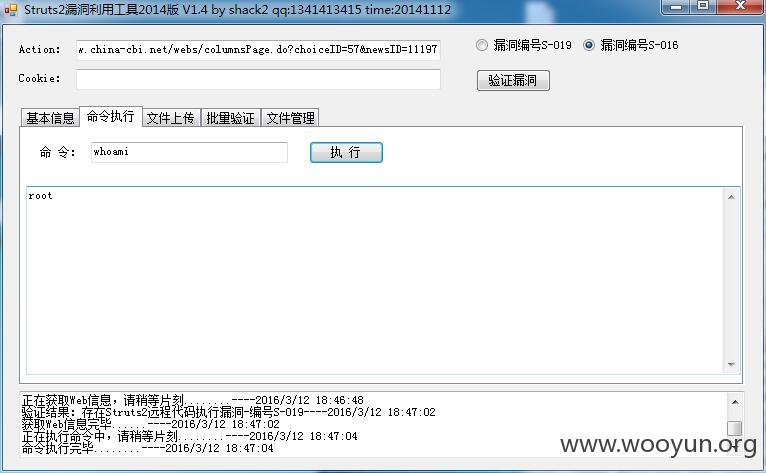 Struts2漏洞利用工具2014版 V1.4 by shack2 qq:1341413415 time:20141112
Action: w.china-cbi.net/webs/columnsPage.do?choiceID=57&newsID=11197 漏洞编号S-019 漏洞编号S-016
Cookie: 验证漏洞
基本信息 命令执行 文件上传 批量验证 文件管理
命 令: whoami 执 行
root
正在获取Web信息,请稍等片刻........----2016/3/12 18:46:48
验证结果:存在Struts2远程代码执行漏洞-编号S-019----2016/3/12 18:47:02
获取Web信息完毕......----2016/3/12 18:47:02
正在执行命令中,请稍等片刻........----2016/3/12 18:47:04
命令执行完毕........----2016/3/12 18:47:04
www.wooyun.org